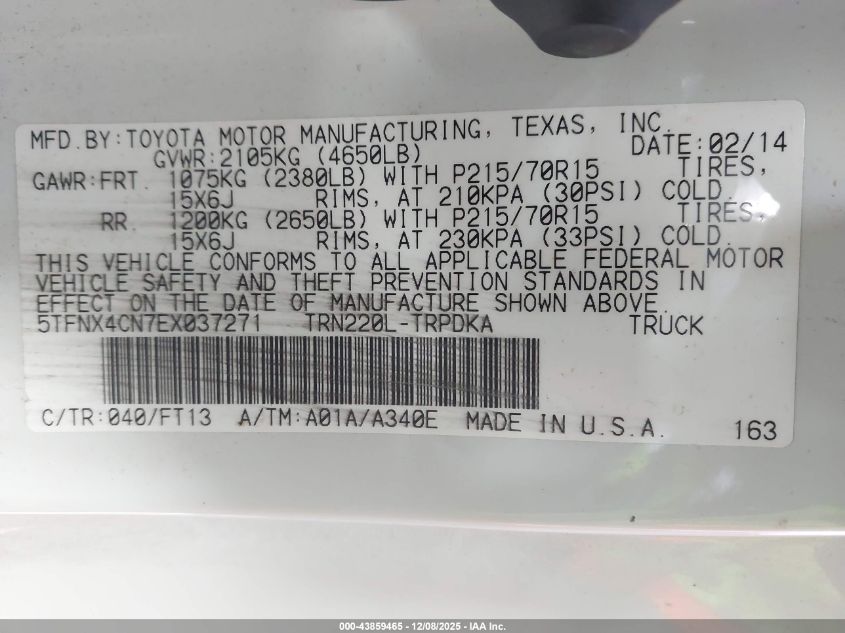 MFD.BY:TOYOTA MOTOR MANUFACTURING, TEXAS, INC.
DATE:02/14
GVWR:2105KG (4650LB)
GAWR:FRT. 1075KG (2380LB) WITH P215/70R15 TIRES,
15X6J RIMS, AT 210KPA (30PSI) COLD.
RR. 1200KG (2650LB) WITH P215/70R15 TIRES,
15X6J RIMS, AT 230KPA (33PSI) COLD.
THIS VEHICLE CONFORMS TO ALL APPLICABLE FEDERAL MOTOR
VEHICLE SAFETY AND THEFT PREVENTION STANDARDS IN
EFFECT ON THE DATE OF MANUFACTURE SHOWN ABOVE.
5TFNX4CN7EX037271 TRN220L-TRPDKA TRUCK
C/TR:040/FT13 A/TM:A01A/A340E MADE IN U.S.A. 163
000-43859465 - 12/08/2025 - IAA Inc.